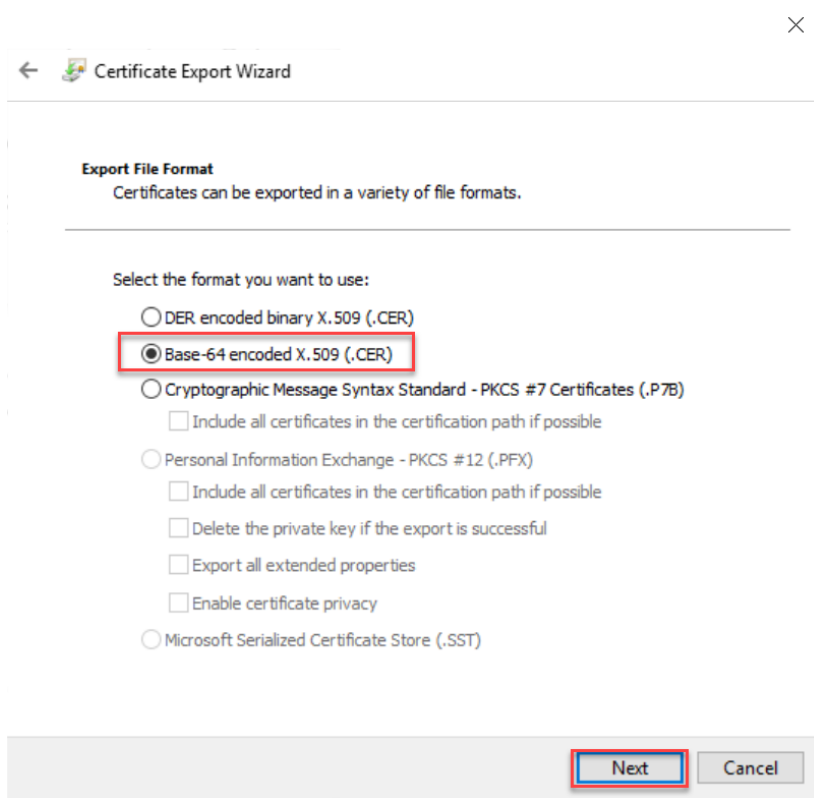 Certificate Export Wizard
Export File Format
Certificates can be exported in a variety of file formats.
Select the format you want to use:
DER encoded binary X.509 (.CER)
Base-64 encoded X.509 (.CER)
Cryptographic Message Syntax Standard - PKCS #7 Certificates (.P7B)
Include all certificates in the certification path if possible
Personal Information Exchange - PKCS #12 (.PFX)
Include all certificates in the certification path if possible
Delete the private key if the export is successful
Export all extended properties
Enable certificate privacy
Microsoft Serialized Certificate Store (.SST)
Next Cancel